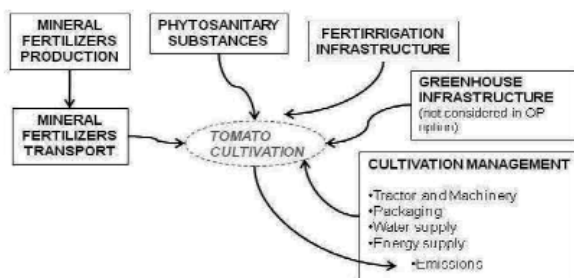 MINERAL
FERTILIZERS
PRODUCTION
PHYTOSANITARY
SUBSTANCES
FERTIRRIGATION
INFRASTRUCTURE
GREENHOUSE
INFRASTRUCTURE
(not considered in OP
option)
MINERAL
FERTILIZERS
TRANSPORT
TOMATO
CULTIVATION
CULTIVATION MANAGEMENT
•Tractor and Machinery
•Packaging
•Water supply
•Energy supply
•Emissions